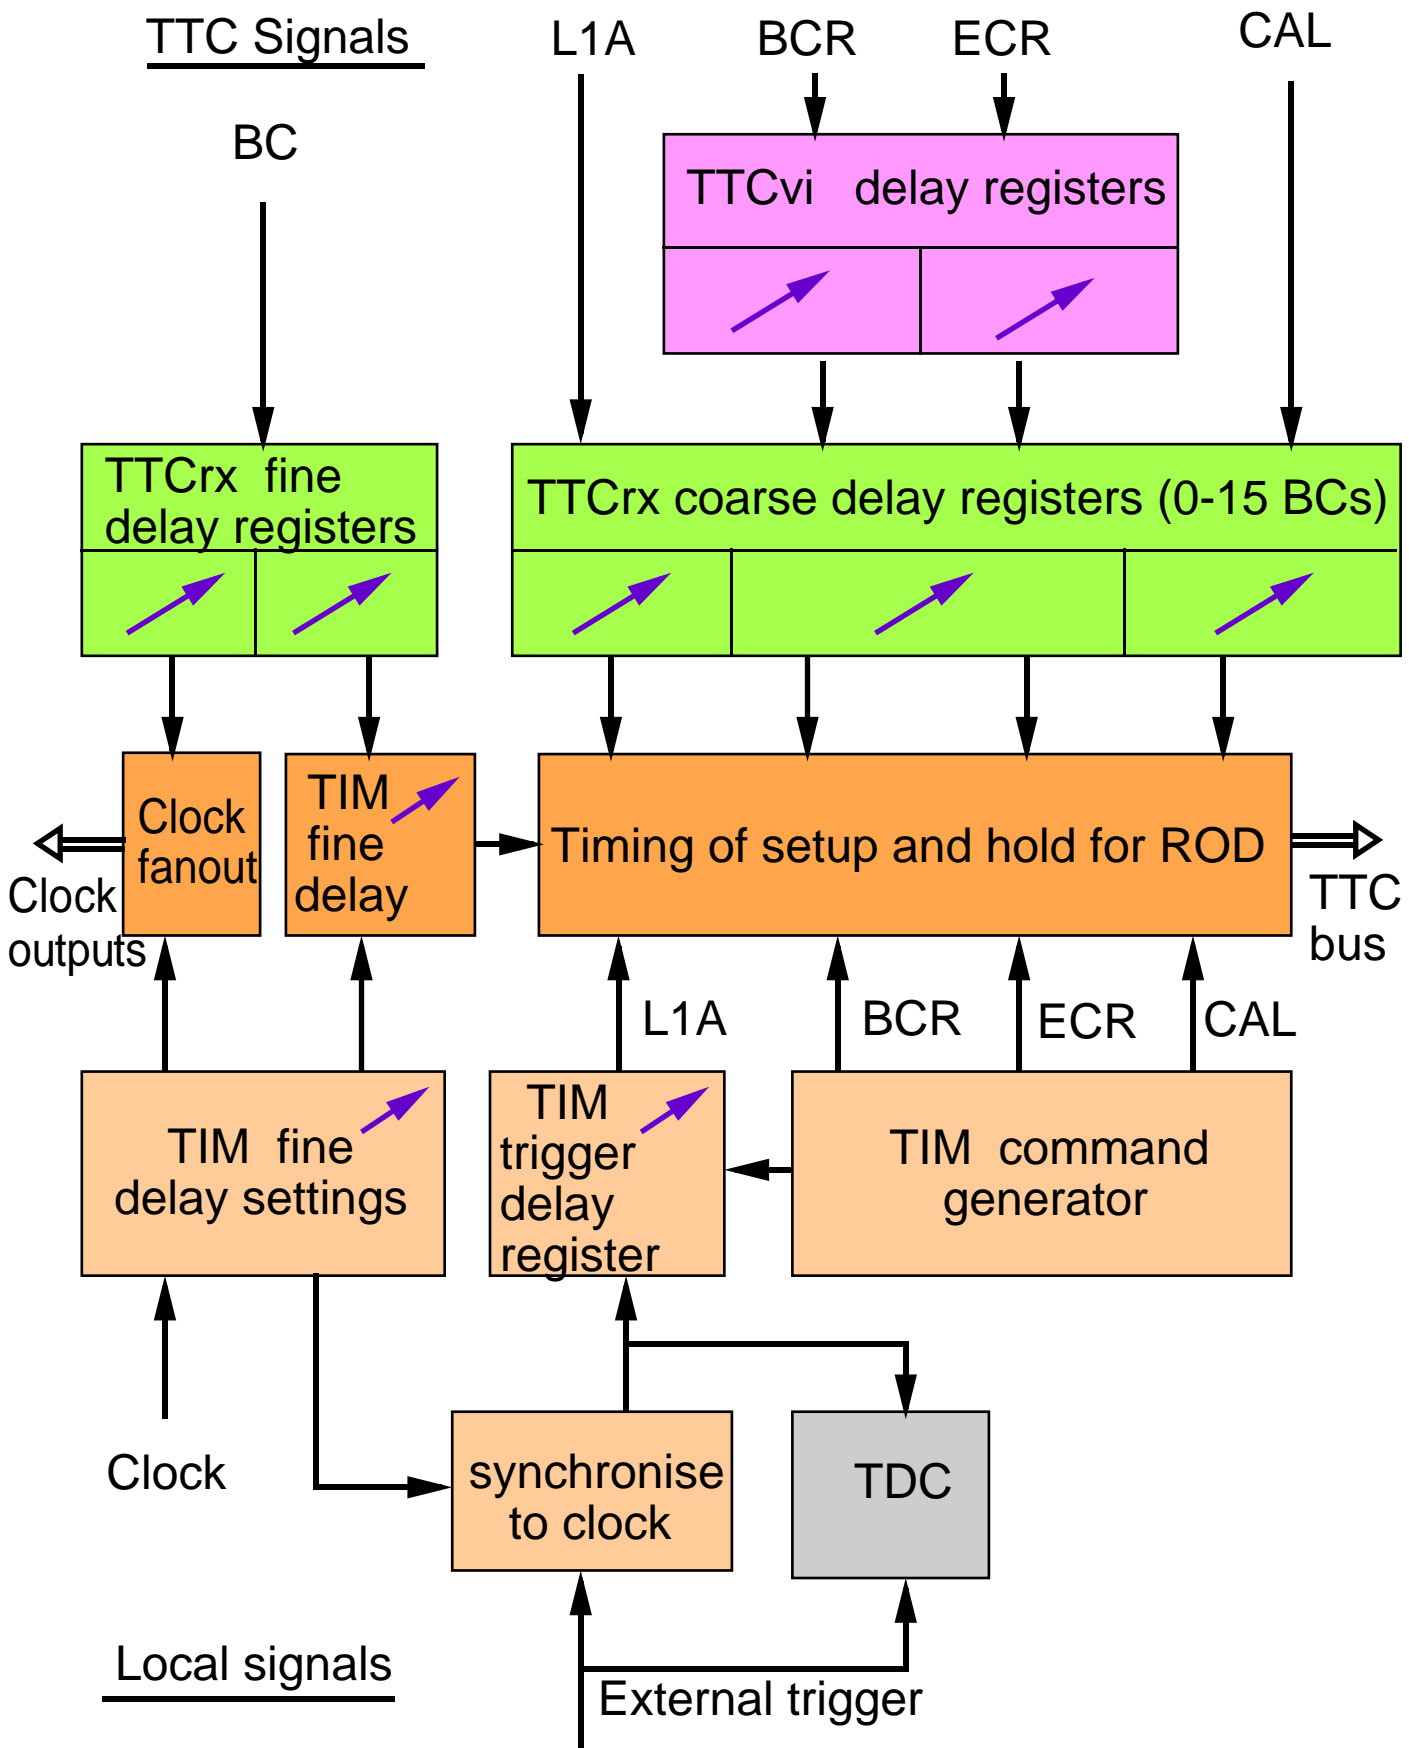 TTC Signals
L1A
BCR
ECR
CAL
BC
TTCvi delay registers
TTCrx fine
delay registers
TTCrx coarse delay registers (0-15 BCs)
Clock
fanout
TIM
fine
delay
Timing of setup and hold for ROD
Clock
outputs
TTC
bus
L1A
BCR
ECR
CAL
TIM fine
delay settings
TIM
trigger
delay
register
TIM command
generator
Clock
synchronise
to clock
TDC
Local signals
External trigger